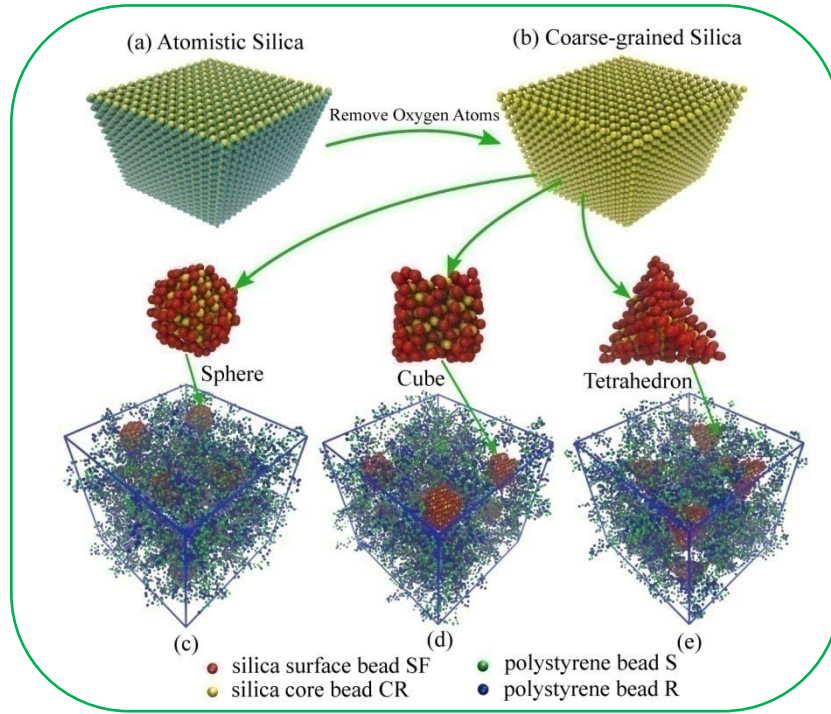 (a) Atomistic Silica
(b) Coarse-grained Silica
Remove Oxygen Atoms
Sphere
Cube
Tetrahedron
(c)
(d)
(e)
silica surface bead SF
polystyrene bead S
silica core bead CR
polystyrene bead R